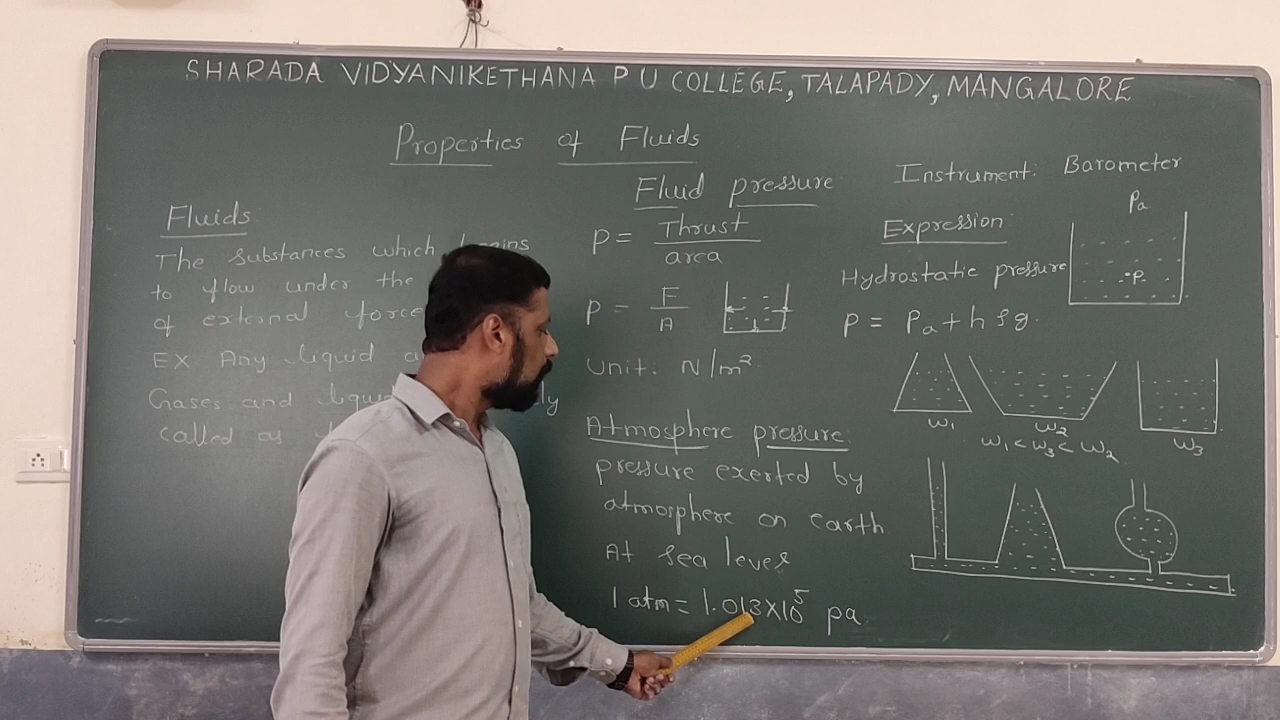 SHARADA VIDYANIKETHANA P U COLLEGE, TALAPADY, MANGALORE
Properties of Fluids
Fluids
The substances which
to flow under the
of external force
EX. Any liquid
Gases and
called as
Fluid pressure
P = Thrust
area
P = F
A
Unit: N/m²
Atmosphere pressure
pressure exerted by
atmosphere on earth
At sea level
1 atm = 1.013×10⁵ pa.
Instrument: Barometer
Expression
Pa
Hydrostatic pressure
•P
P = Pa + hρg.
w₁
w₂
w₃
w₁ < w₃ < w₂